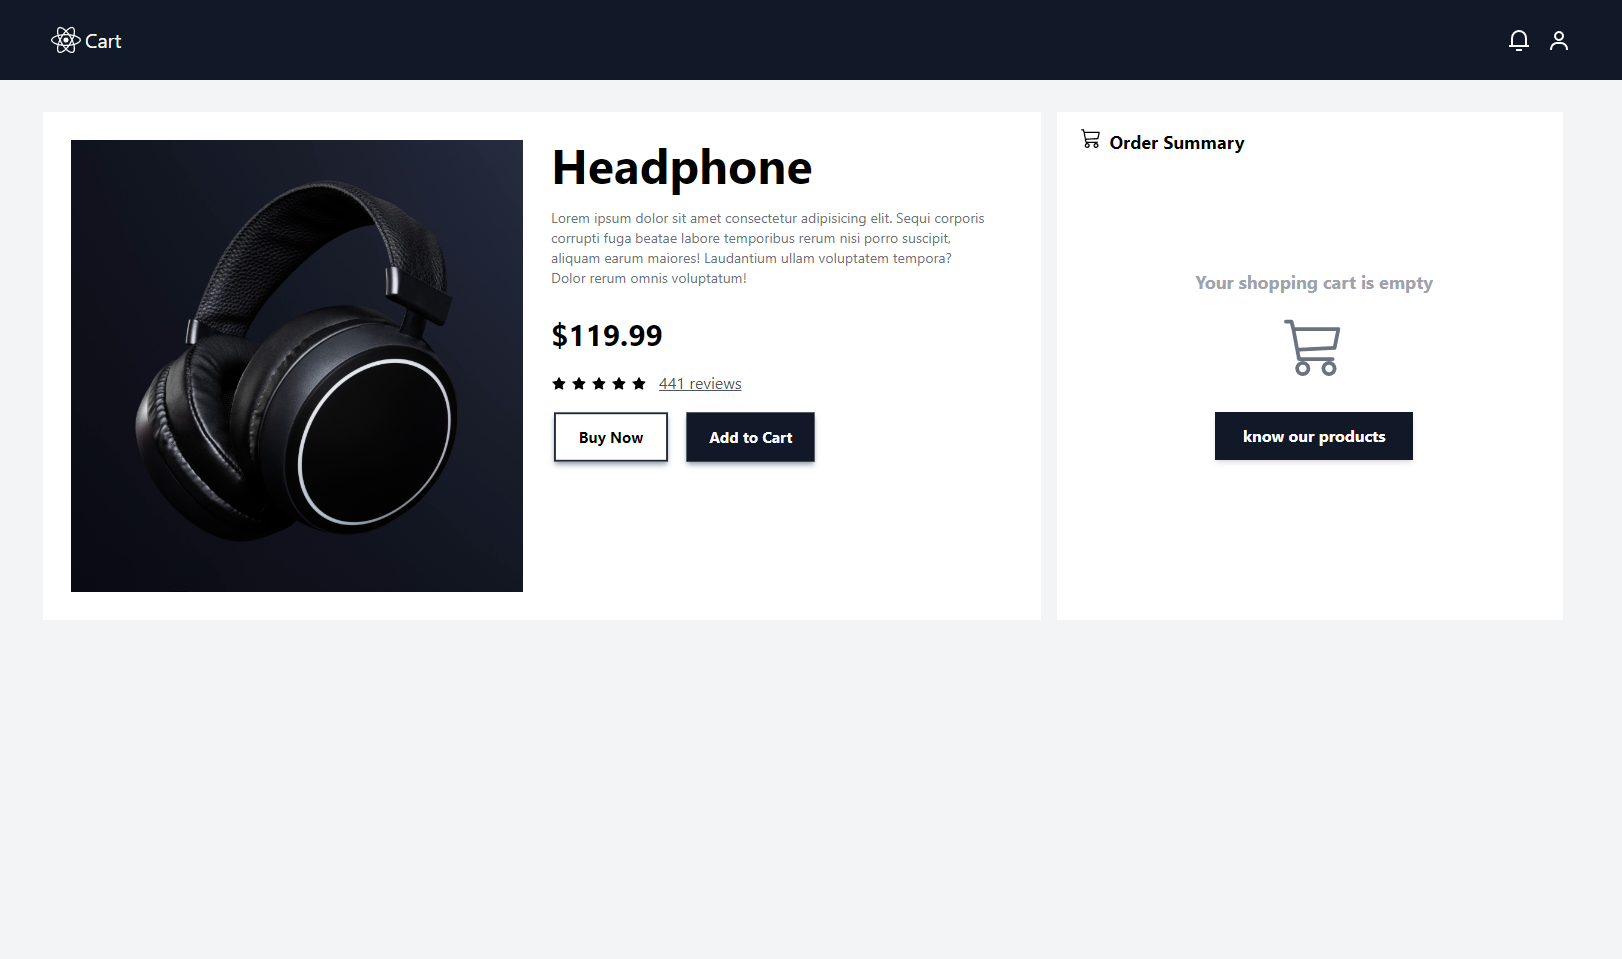 Cart
Headphone
Lorem ipsum dolor sit amet consectetur adipisicing elit. Sequi corporis
corrupti fuga beatae labore temporibus rerum nisi porro suscipit,
aliquam earum maiores! Laudantium ullam voluptatem tempora?
Dolor rerum omnis voluptatum!
$119.99
441 reviews
Buy Now
Add to Cart
Order Summary
Your shopping cart is empty
know our products